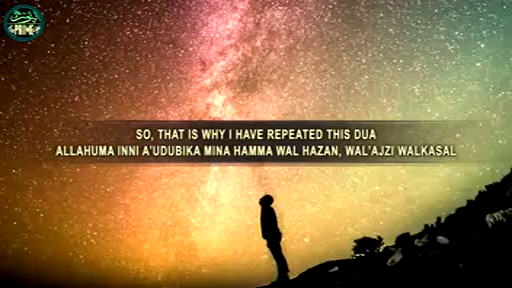 SO, THAT IS WHY I HAVE REPEATED THIS DUA
ALLAHUMA INNI A'UDUBIKA MINA HAMMA WAL HAZAN, WAL'AJZI WALKASAL